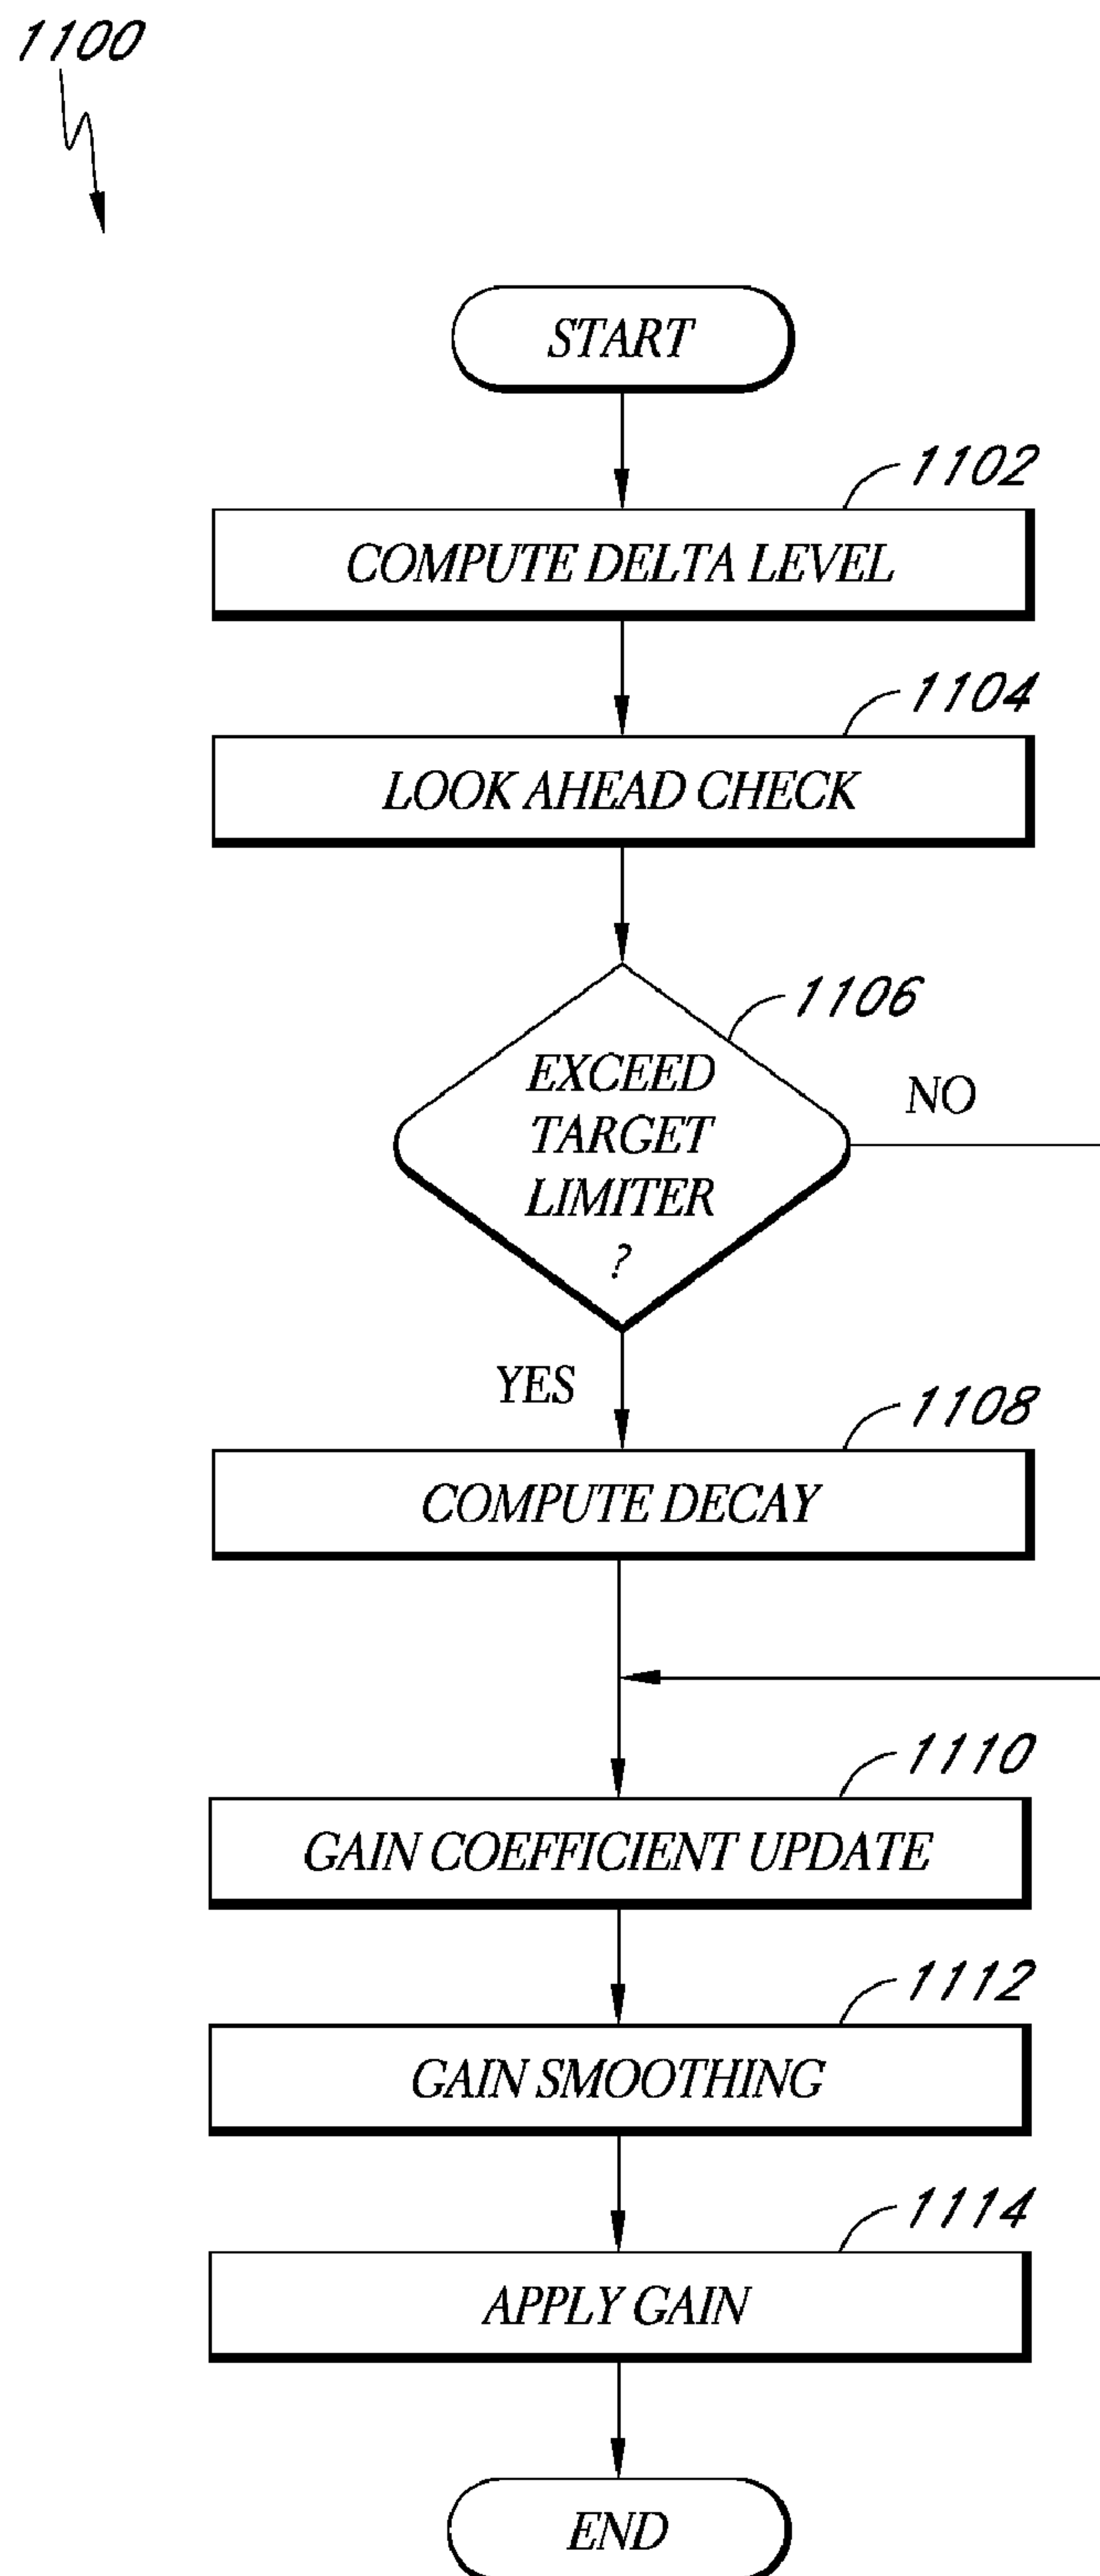 1100
START
1102
COMPUTE DELTA LEVEL
1104
LOOK AHEAD CHECK
1106
EXCEED
TARGET
LIMITER
?
NO
YES
1108
COMPUTE DECAY
1110
GAIN COEFFICIENT UPDATE
1112
GAIN SMOOTHING
1114
APPLY GAIN
END